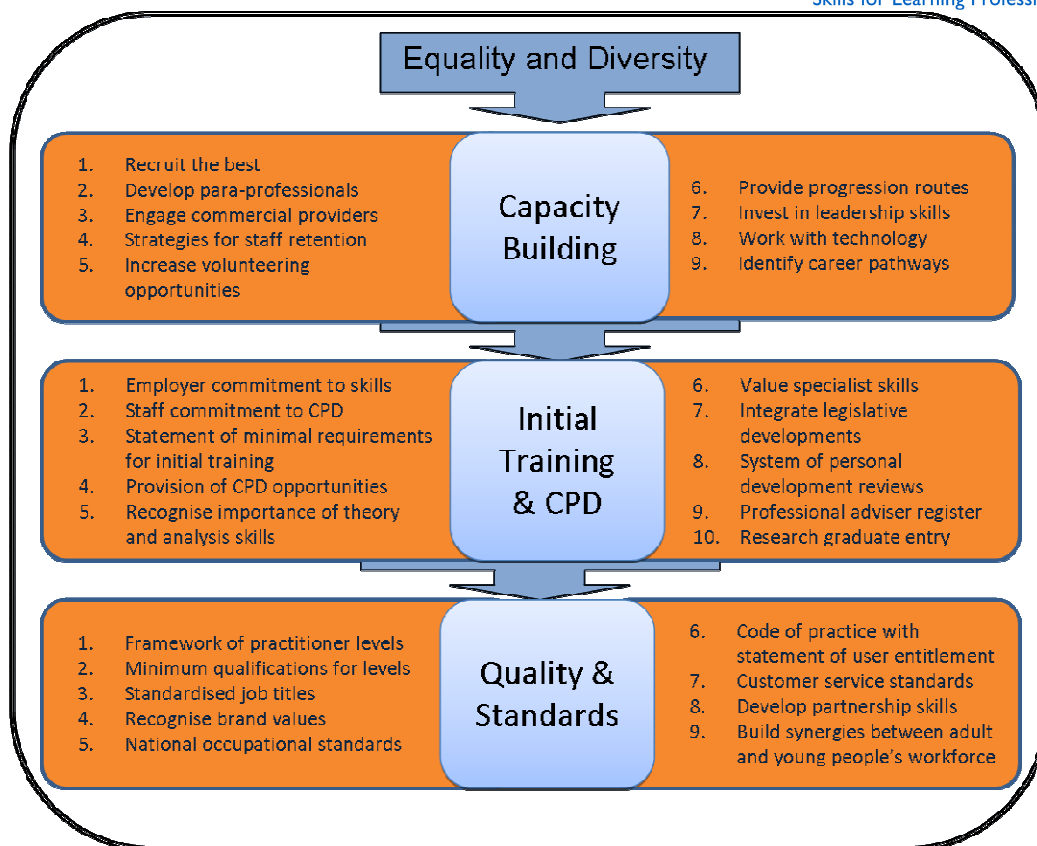 Skills for Learning
Equality and Diversity
1. Recruit the best
2. Develop para-professionals
3. Engage commercial providers
4. Strategies for staff retention
5. Increase volunteering
opportunities
Capacity
Building
6. Provide progression routes
7. Invest in leadership skills
8. Work with technology
9. Identify career pathways
1. Employer commitment to skills
2. Staff commitment to CPD
3. Statement of minimal requirements
for initial training
4. Provision of CPD opportunities
5. Recognise importance of theory
and analysis skills
Initial
Training
& CPD
6. Value specialist skills
7. Integrate legislative
developments
8. System of personal
development reviews
9. Professional adviser register
10. Research graduate entry
1. Framework of practitioner levels
2. Minimum qualifications for levels
3. Standardised job titles
4. Recognise brand values
5. National occupational standards
Quality &
Standards
6. Code of practice with
statement of user entitlement
7. Customer service standards
8. Develop partnership skills
9. Build synergies between adult
and young people's workforce